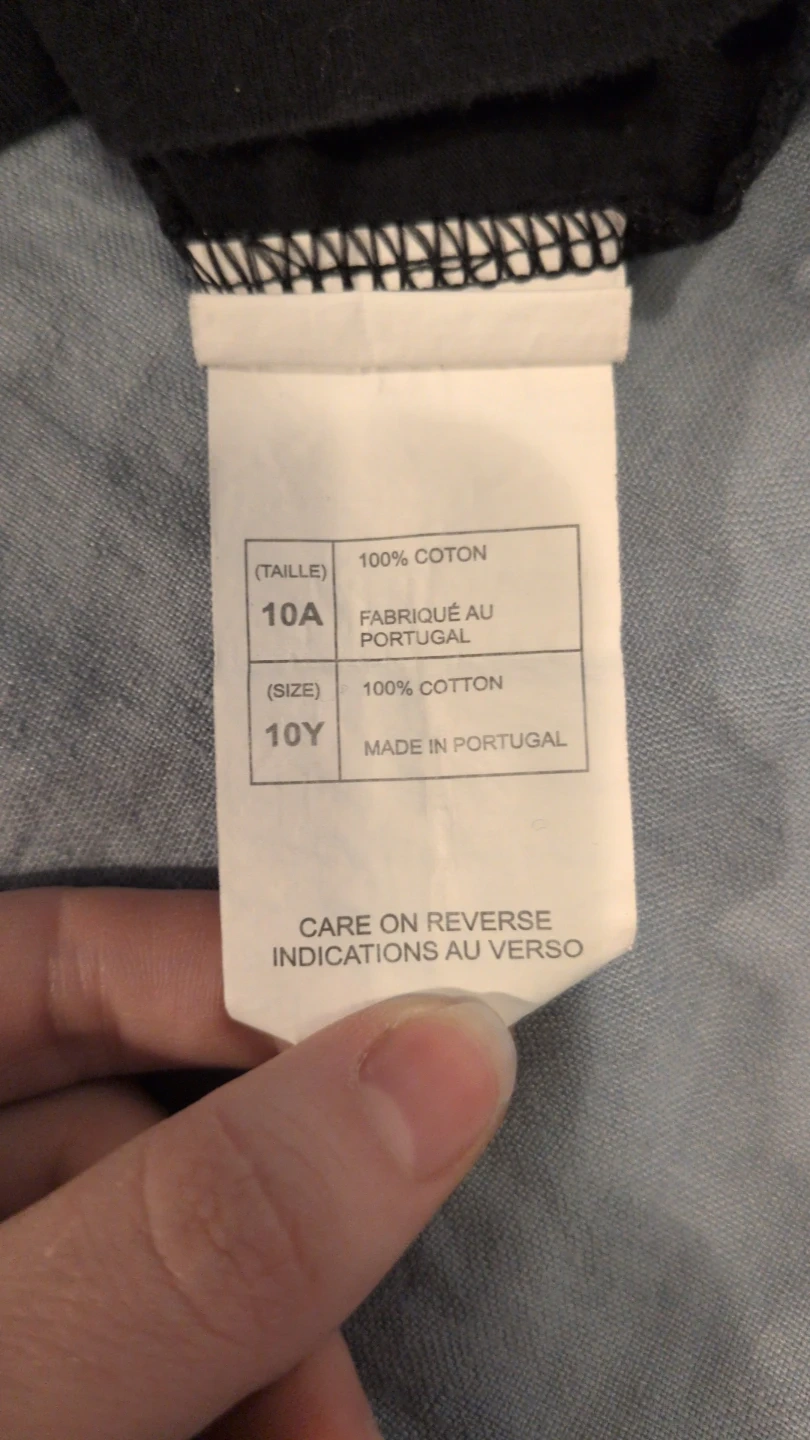 (TAILLE)
10A
100% COTON
FABRIQUÉ AU
PORTUGAL
(SIZE)
10Y
100% COTTON
MADE IN PORTUGAL
CARE ON REVERSE
INDICATIONS AU VERSO